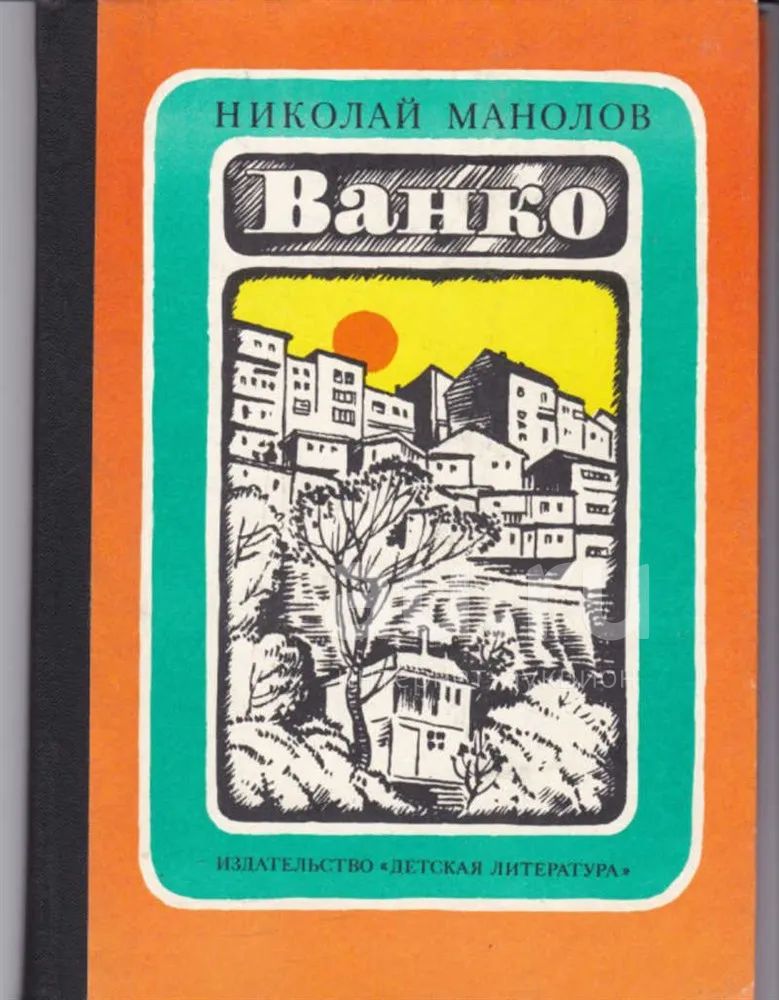 НИКОЛАЙ МАНОЛОВ
Ванко
ИЗДАТЕЛЬСТВО «ДЕТСКАЯ ЛИТЕРАТУРА»